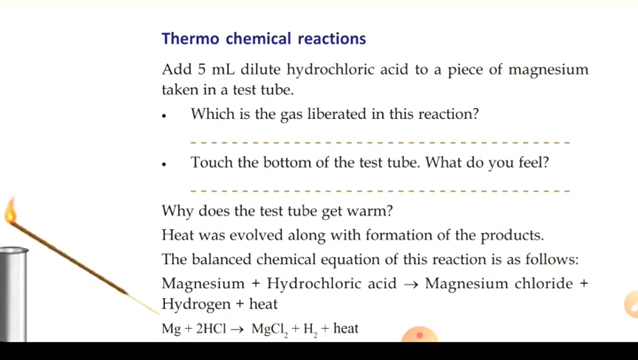 Thermo chemical reactions
Add 5 mL dilute hydrochloric acid to a piece of magnesium
taken in a test tube.
• Which is the gas liberated in this reaction?
• Touch the bottom of the test tube. What do you feel?
Why does the test tube get warm?
Heat was evolved along with formation of the products.
The balanced chemical equation of this reaction is as follows:
Magnesium + Hydrochloric acid → Magnesium chloride +
Hydrogen + heat
Mg + 2HCl → MgCl₂ + H₂ + heat